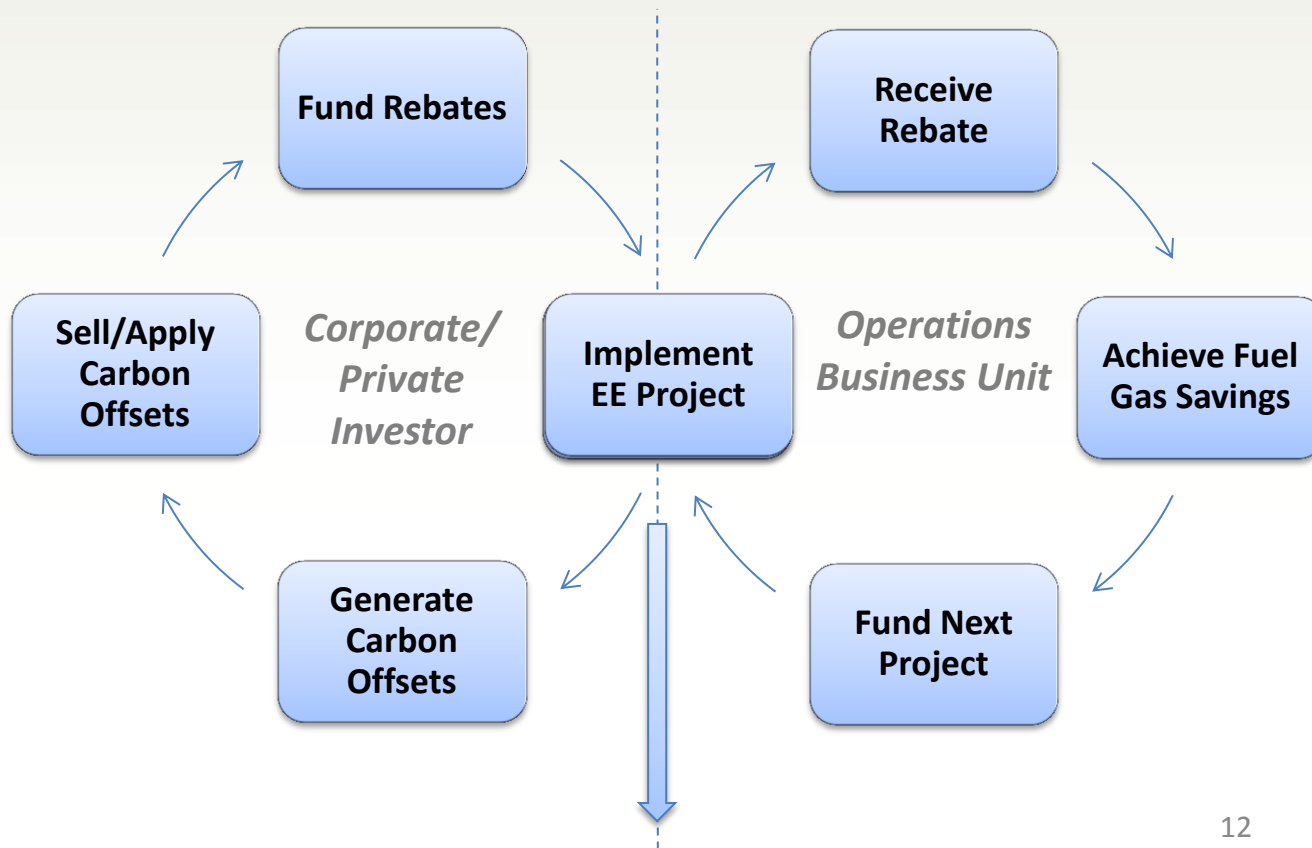 Fund Rebates
Receive
Rebate
Sell/Apply
Carbon
Offsets
Corporate/
Private
Investor
Implement
EE Project
Operations
Business Unit
Achieve Fuel
Gas Savings
Generate
Carbon
Offsets
Fund Next
Project
12